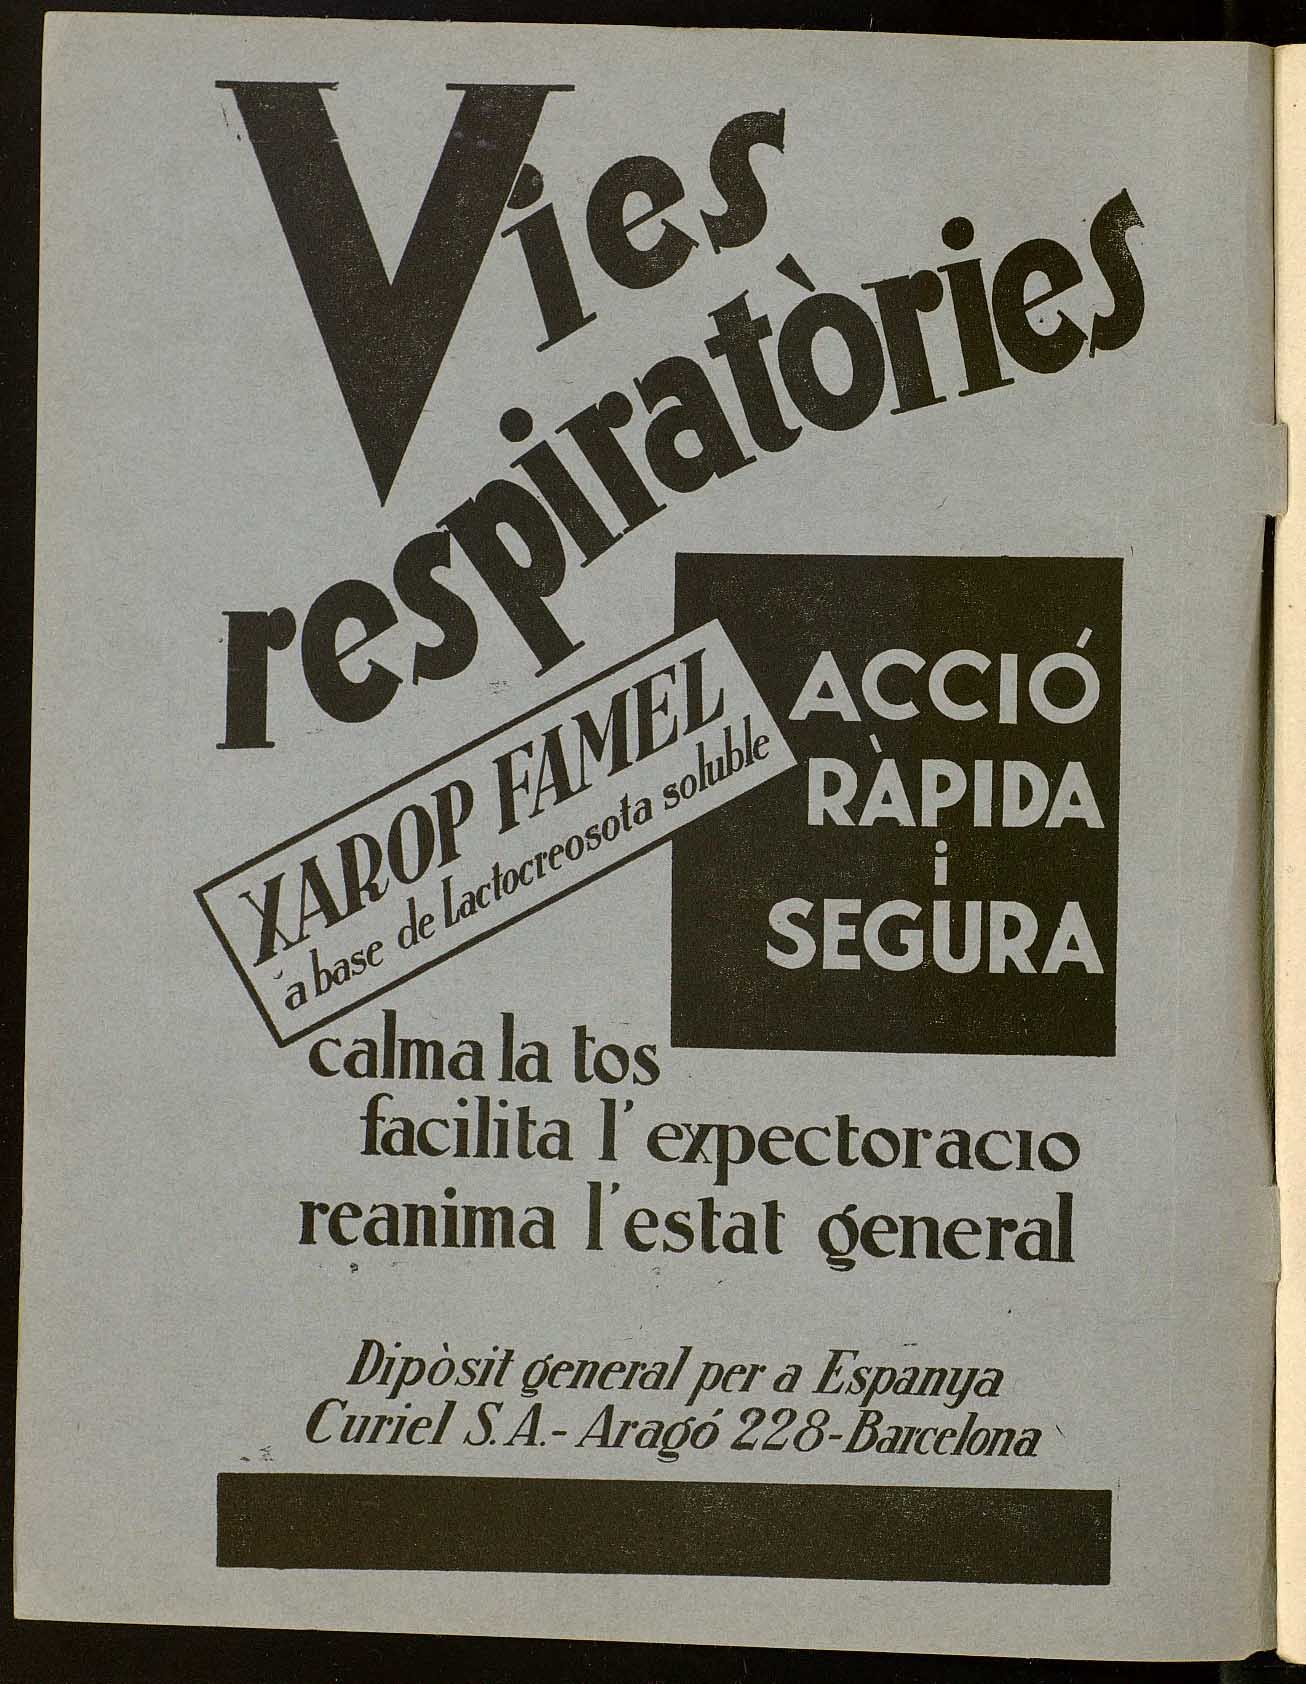 Vies
respiratòries
XAROP FAMEL
a base de Lactocreosota soluble
ACCIÓ
RÀPIDA
i
SEGURA
calma la tos
facilita l'expectoracio
reanima l'estat general
Dipòsit general per a Espanya
Curiel S.A.-Aragó 228-Barcelona